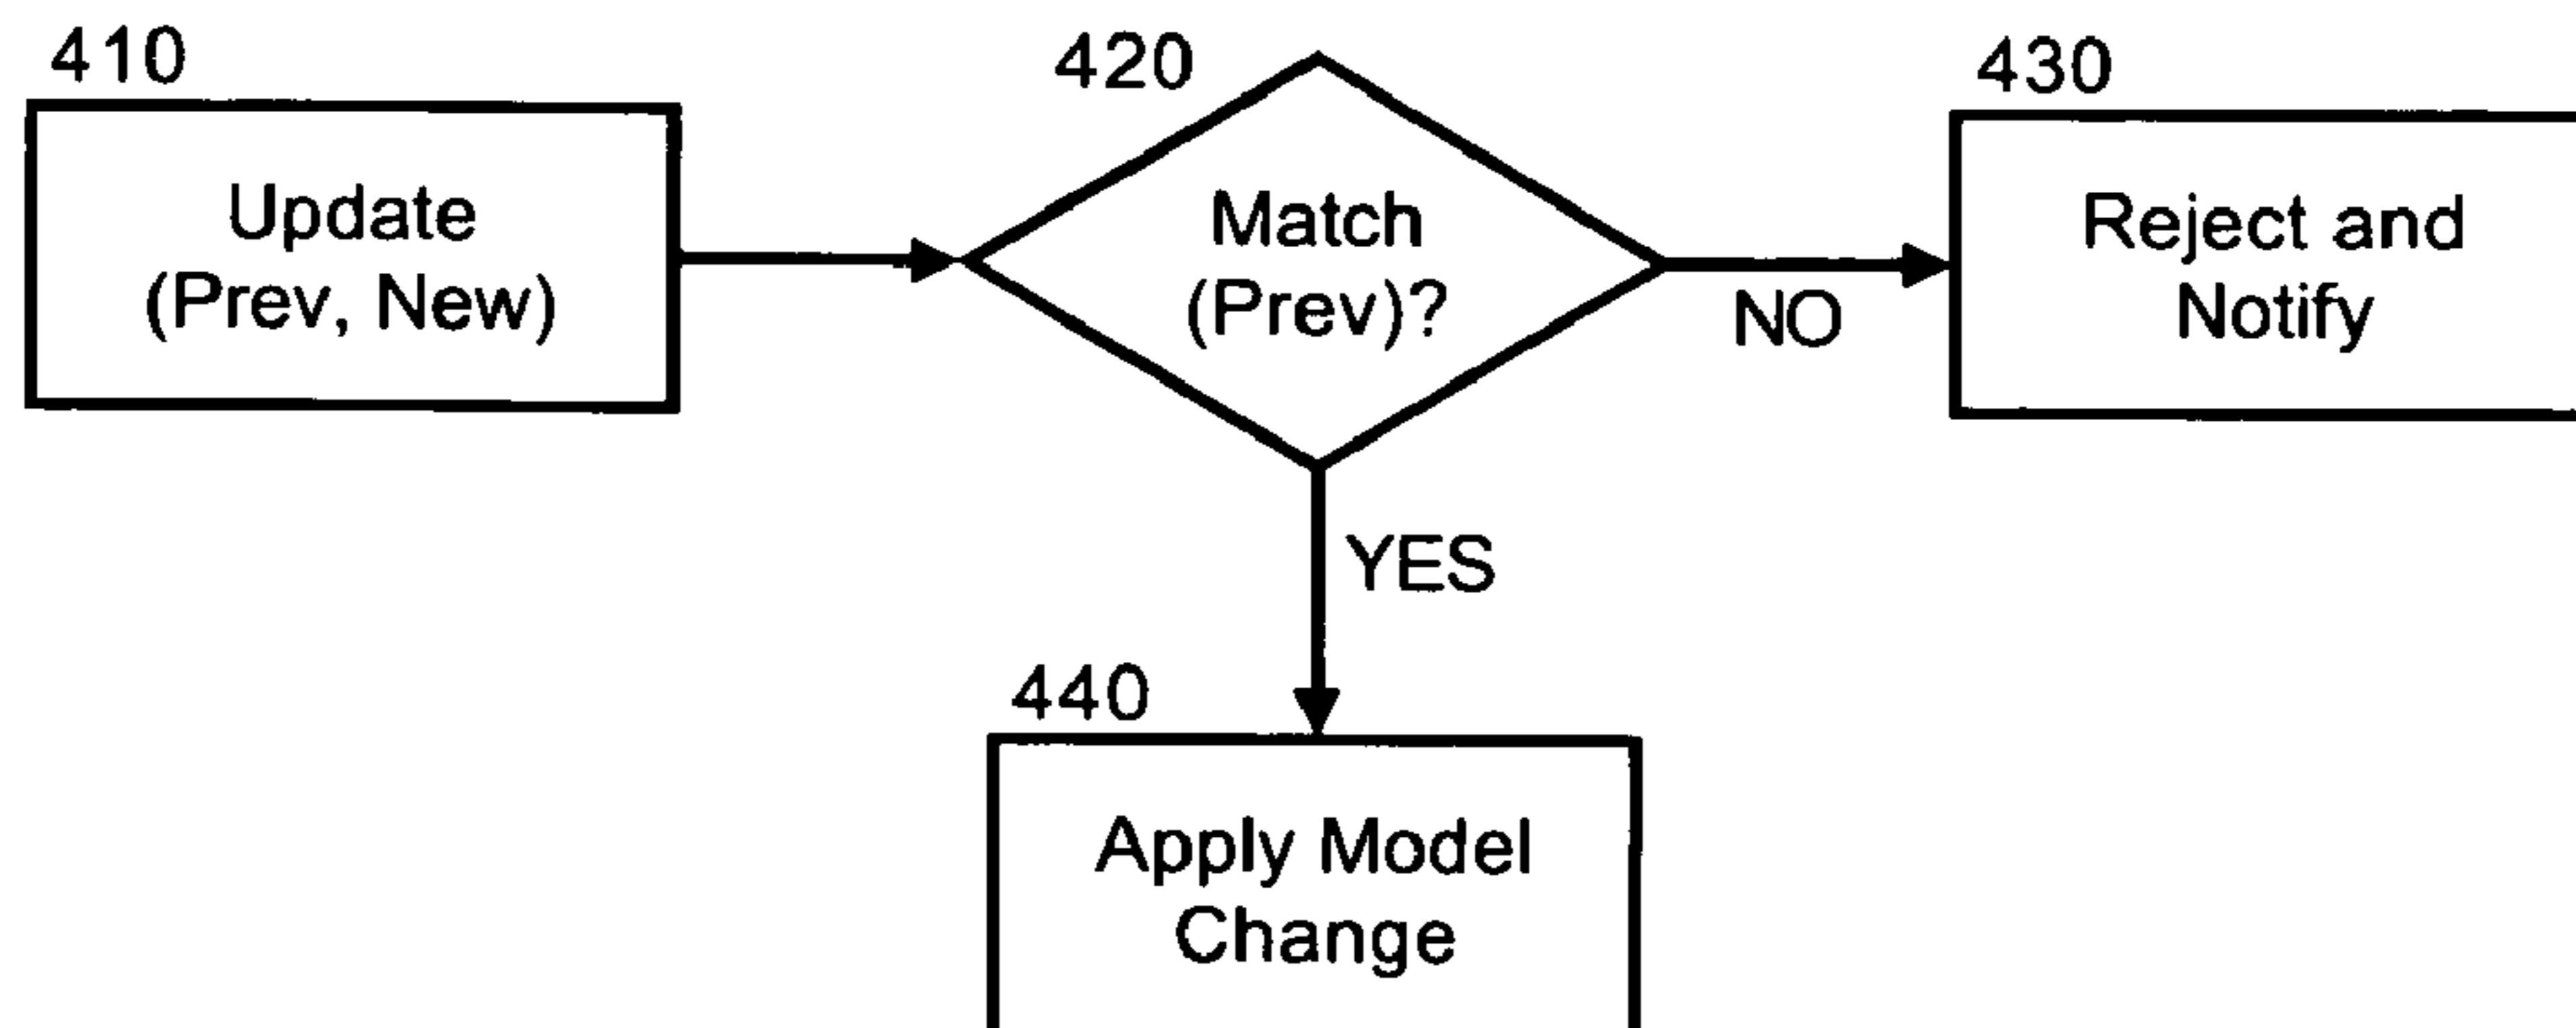 410
Update
(Prev, New)
420
Match
(Prev)?
NO
430
Reject and
Notify
YES
440
Apply Model
Change